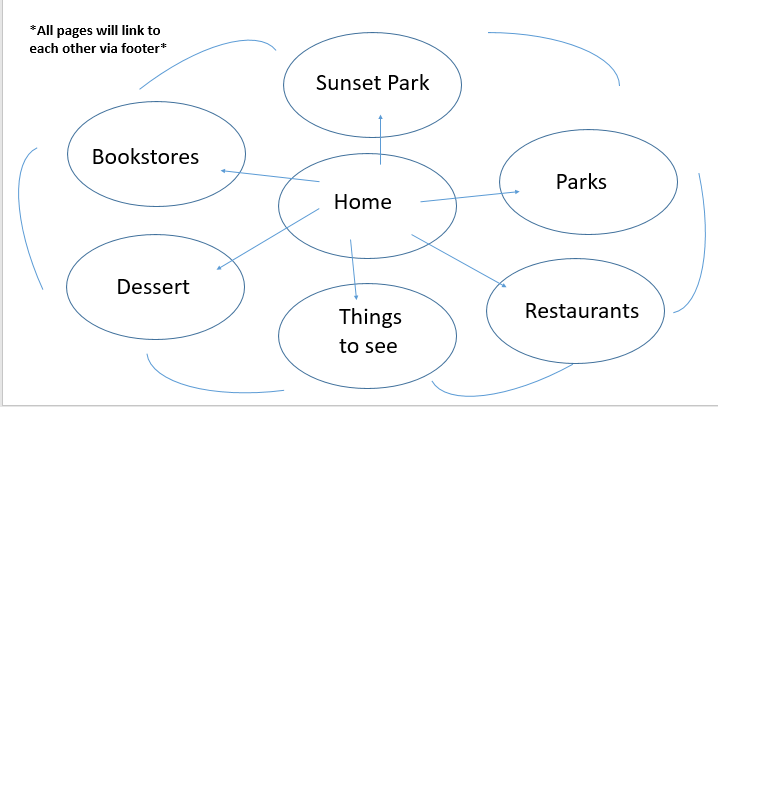 *All pages will link to
each other via footer*
Sunset Park
Bookstores
Parks
Home
Dessert
Things
to see
Restaurants